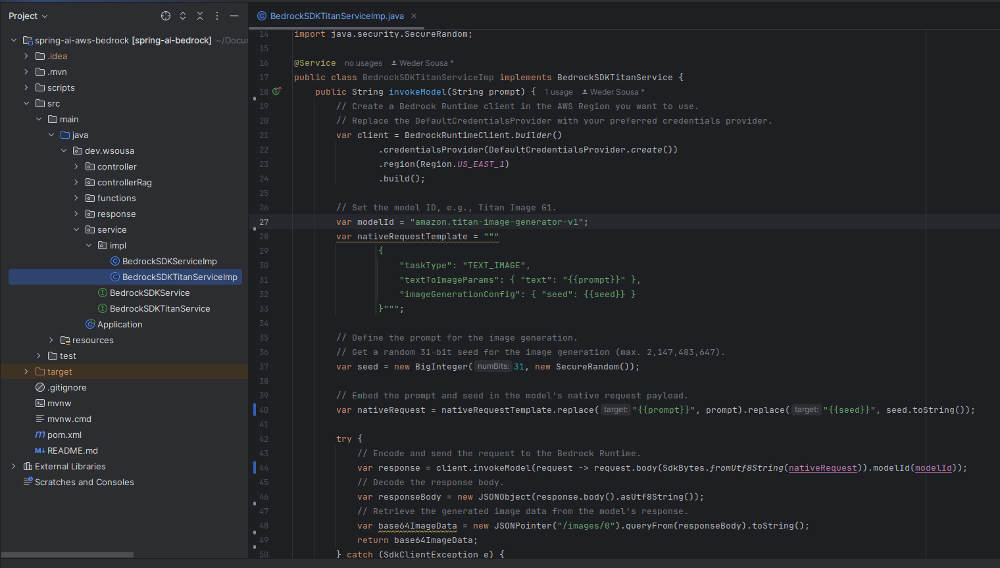 Project
BedrockSDKTitanServiceImp.java
spring-ai-aws-bedrock [spring-ai-bedrock] ~/Docur
.idea
.mvn
scripts
src
main
java
dev.wsousa
controller
controllerRag
functions
response
service
impl
BedrockSDKServiceImp
BedrockSDKTitanServiceImp
BedrockSDKService
BedrockSDKTitanService
Application
resources
test
target
.gitignore
mvnw
mvnw.cmd
m pom.xml
M↓ README.md
External Libraries
Scratches and Consoles
14 import java.security.SecureRandom;
15
16 @Service no usages Weder Sousa *
17 public class BedrockSDKTitanServiceImp implements BedrockSDKTitanService {
18 public String invokeModel(String prompt) { 1 usage Weder Sousa *
19 // Create a Bedrock Runtime client in the AWS Region you want to use.
20 // Replace the DefaultCredentialsProvider with your preferred credentials provider.
21 var client = BedrockRuntimeClient.builder()
22 .credentialsProvider(DefaultCredentialsProvider.create())
23 .region(Region.US_EAST_1)
24 .build();
25
26 // Set the model ID, e.g., Titan Image G1.
27 var modelId = "amazon.titan-image-generator-v1";
28 var nativeRequestTemplate = """
29 {
30 "taskType": "TEXT_IMAGE",
31 "textToImageParams": { "text": "{{prompt}}" },
32 "imageGenerationConfig": { "seed": {{seed}} }
33 }""";
34
35 // Define the prompt for the image generation.
36 // Get a random 31-bit seed for the image generation (max. 2,147,483,647).
37 var seed = new BigInteger( numBits: 31, new SecureRandom());
38
39 // Embed the prompt and seed in the model's native request payload.
40 var nativeRequest = nativeRequestTemplate.replace( target: "{{prompt}}", prompt).replace( target: "{{seed}}", seed.toString());
41
42 try {
43 // Encode and send the request to the Bedrock Runtime.
44 var response = client.invokeModel(request -> request.body(SdkBytes.fromUtf8String(nativeRequest)).modelId(modelId));
45 // Decode the response body.
46 var responseBody = new JSONObject(response.body().asUtf8String());
47 // Retrieve the generated image data from the model's response.
48 var base64ImageData = new JSONPointer("/images/0").queryFrom(responseBody).toString();
49 return base64ImageData;
50 } catch (SdkClientException e) {